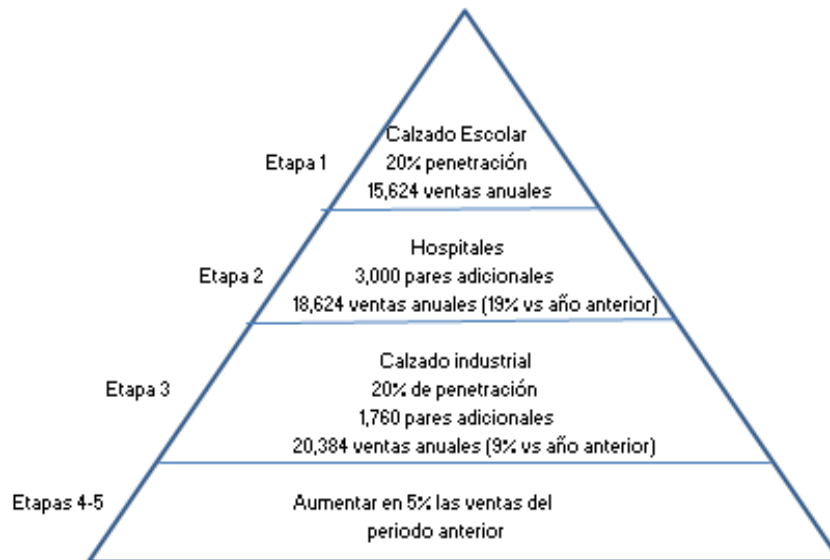 Etapa 1
Calzado Escolar
20% penetración
15,624 ventas anuales
Etapa 2
Hospitales
3,000 pares adicionales
18,624 ventas anuales (19% vs año anterior)
Etapa 3
Calzado industrial
20% de penetración
1,760 pares adicionales
20,384 ventas anuales (9% vs año anterior)
Etapas 4-5
Aumentar en 5% las ventas del
periodo anterior